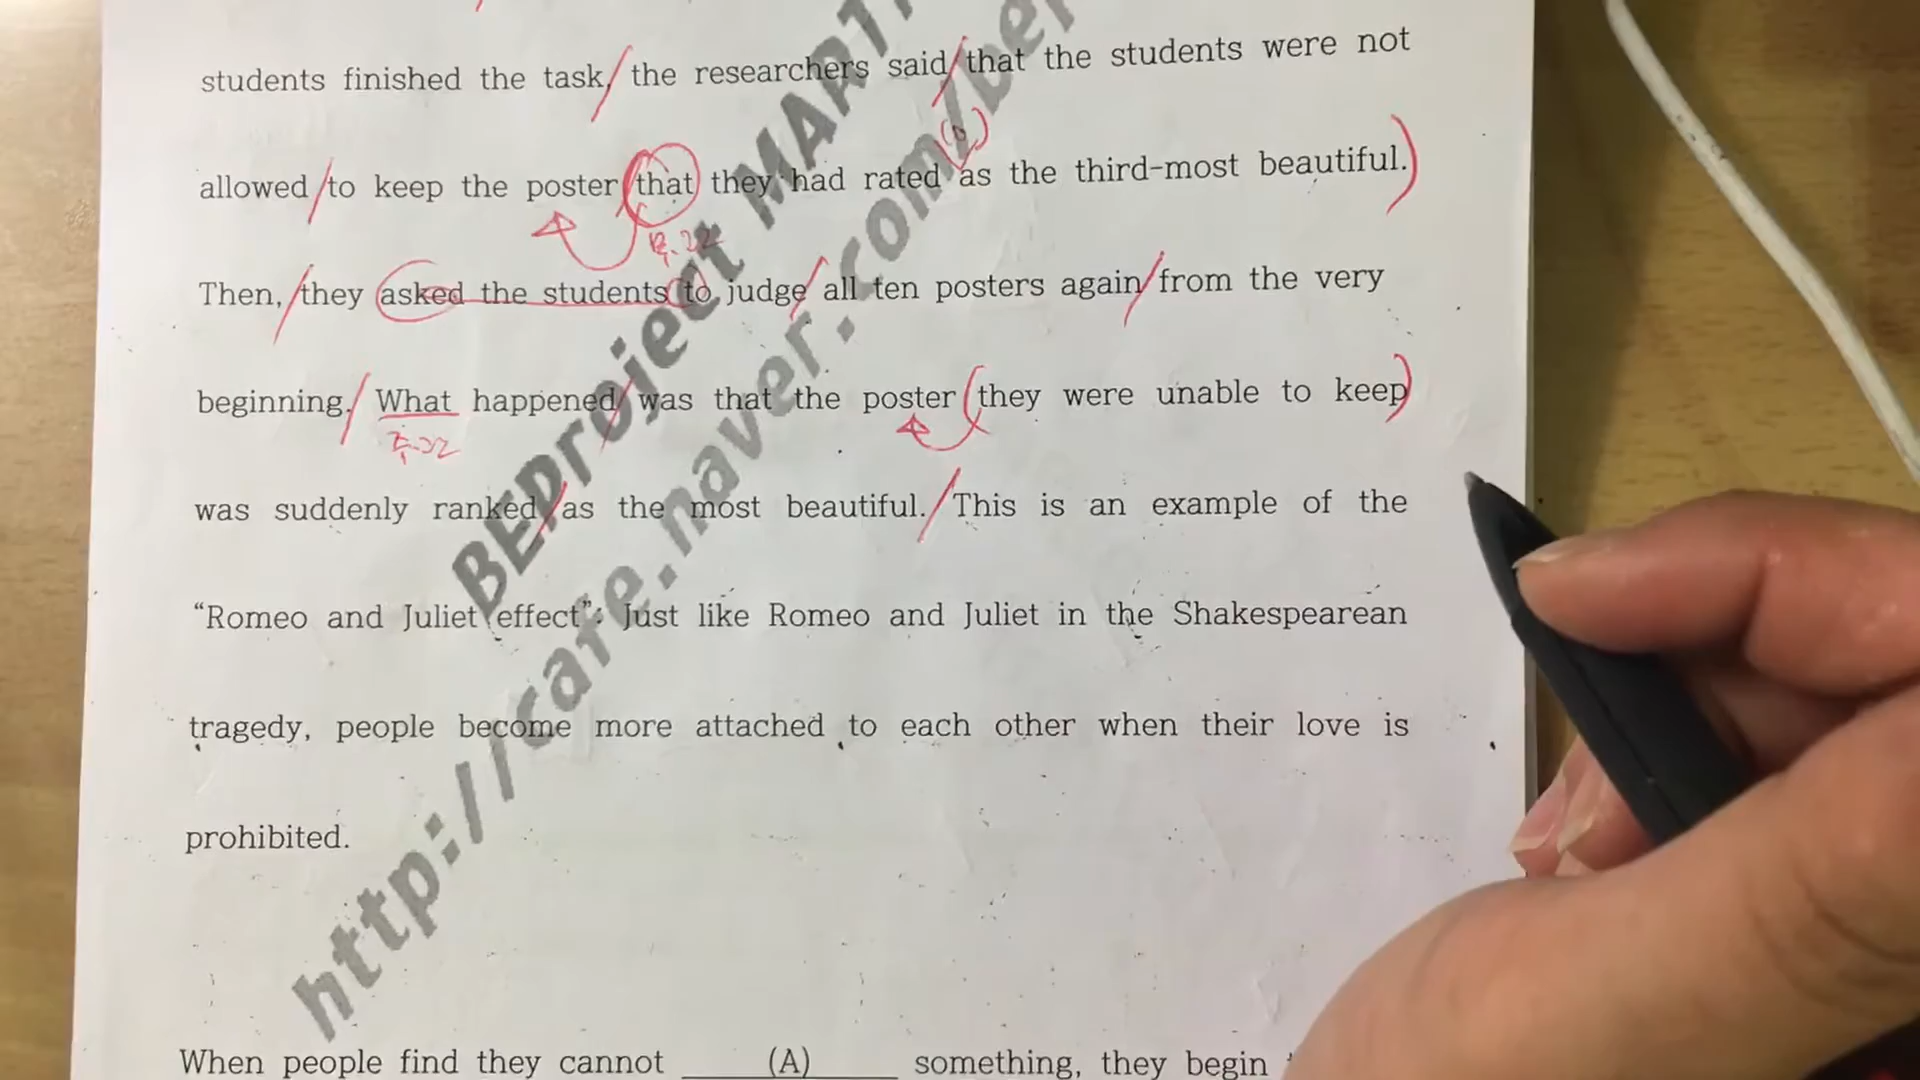 students finished the task, the researchers said that the students were not
allowed to keep the poster that they had rated as the third-most beautiful.
Then, they asked the students to judge all ten posters again from the very
beginning. What happened was that the poster they were unable to keep
was suddenly ranked as the most beautiful. This is an example of the
“Romeo and Juliet effect”: Just like Romeo and Juliet in the Shakespearean
tragedy, people become more attached to each other when their love is
prohibited.
When people find they cannot (A) something, they begin
BEProject
http://cafe.naver.com/bep